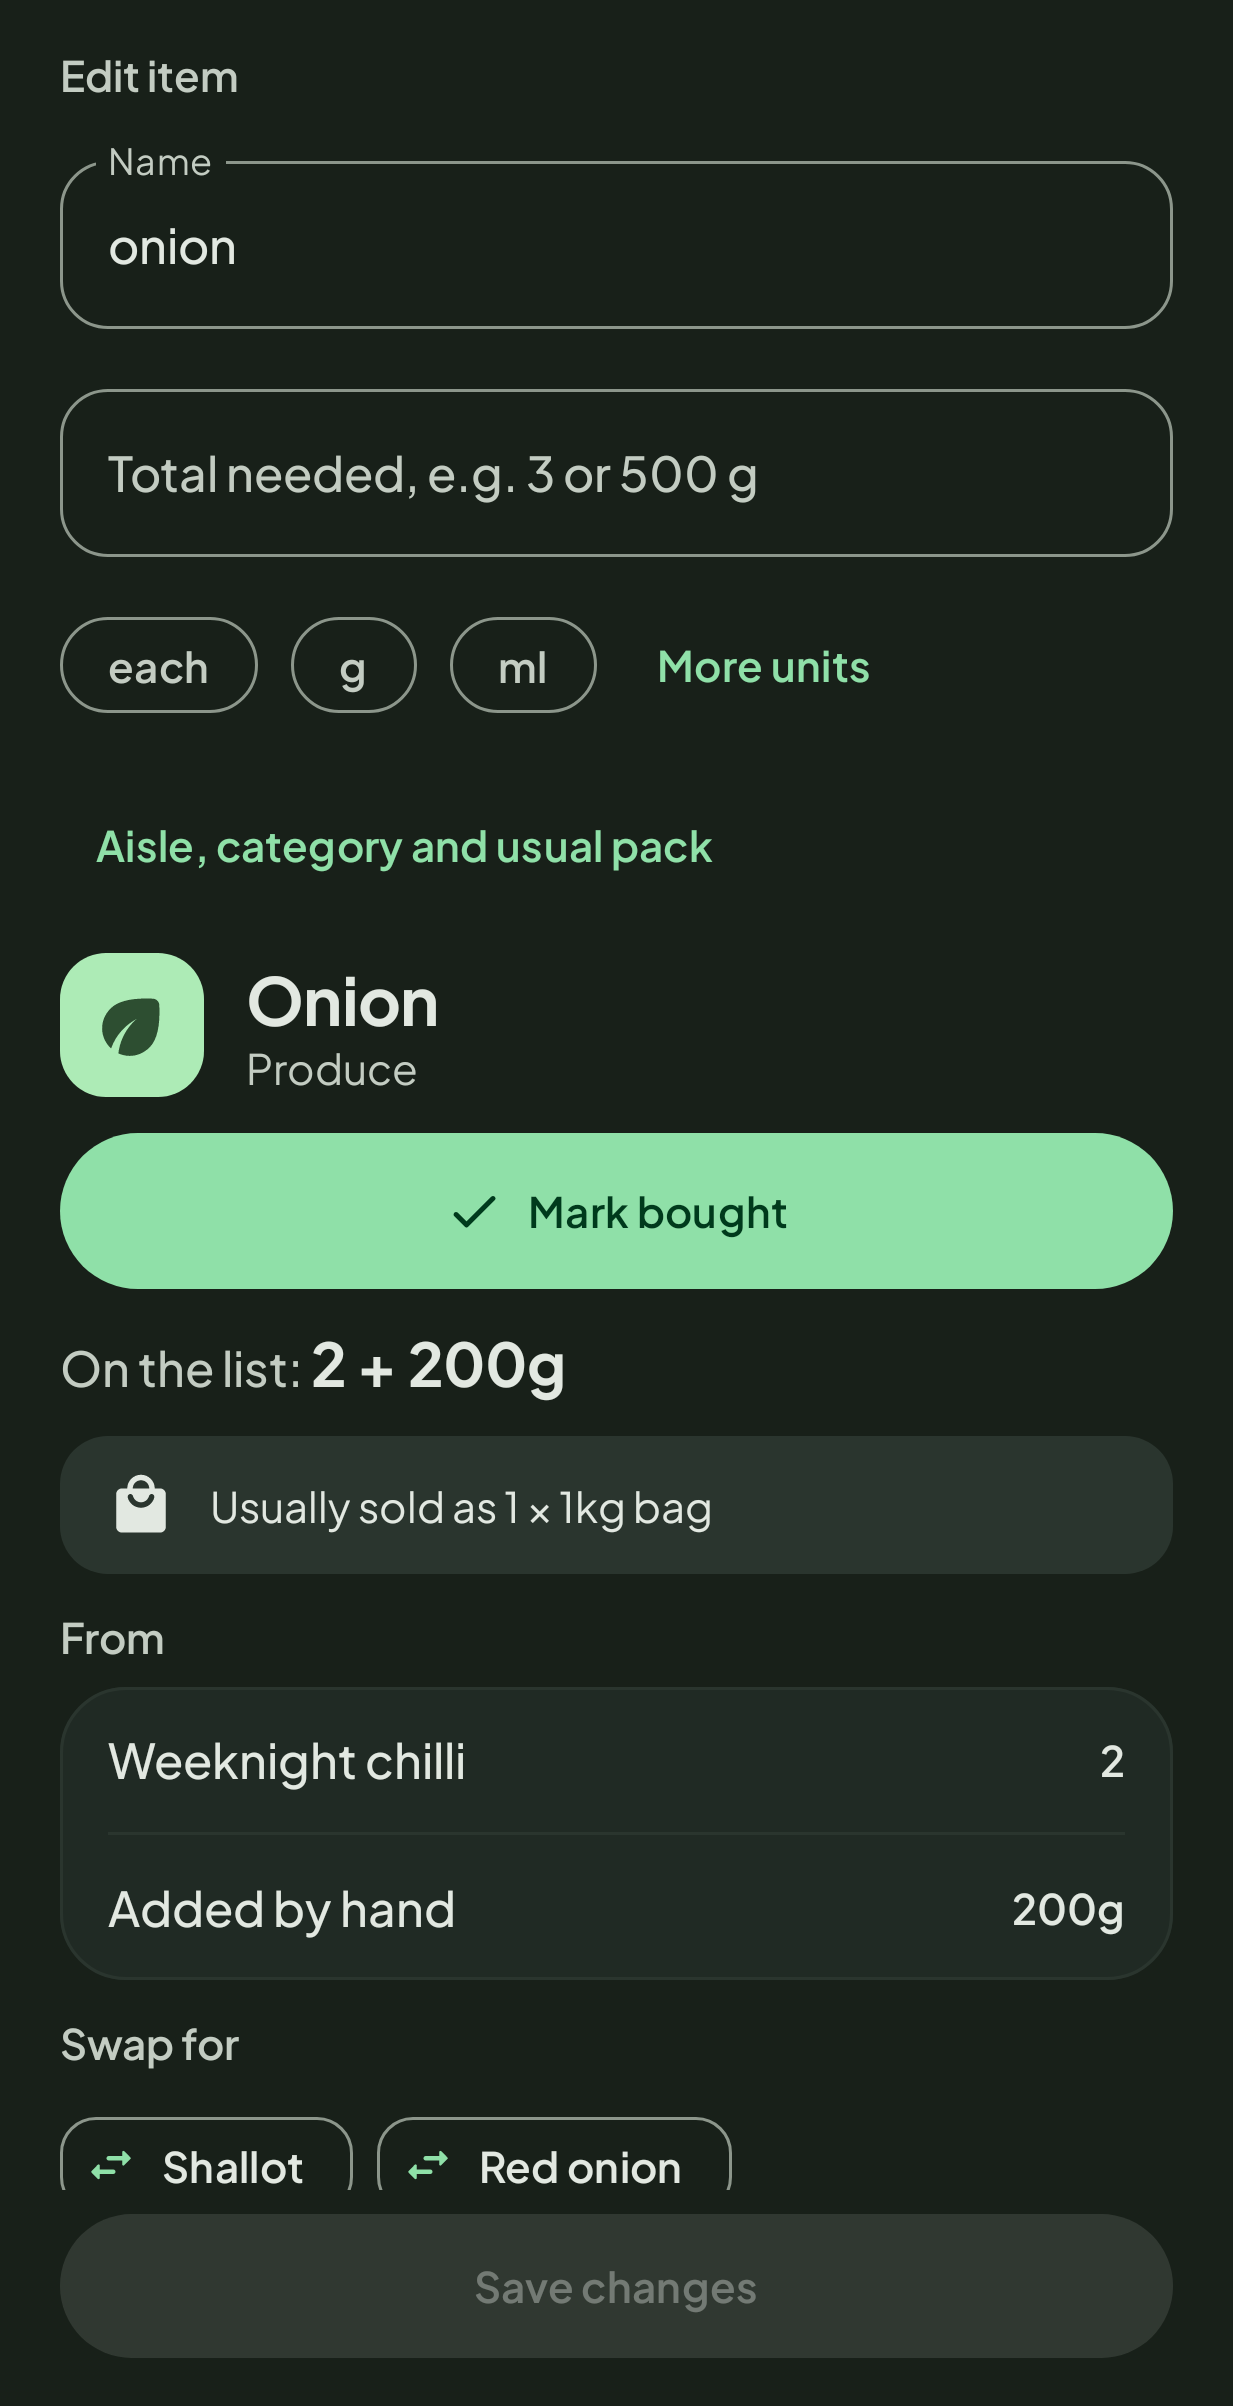 Edit item
Name
onion
Total needed, e.g. 3 or 500 g
each g ml More units
Aisle, category and usual pack
Onion
Produce
Mark bought
On the list: 2 + 200g
Usually sold as 1 × 1kg bag
From
Weeknight chilli 2
Added by hand 200g
Swap for
Shallot Red onion
Save changes